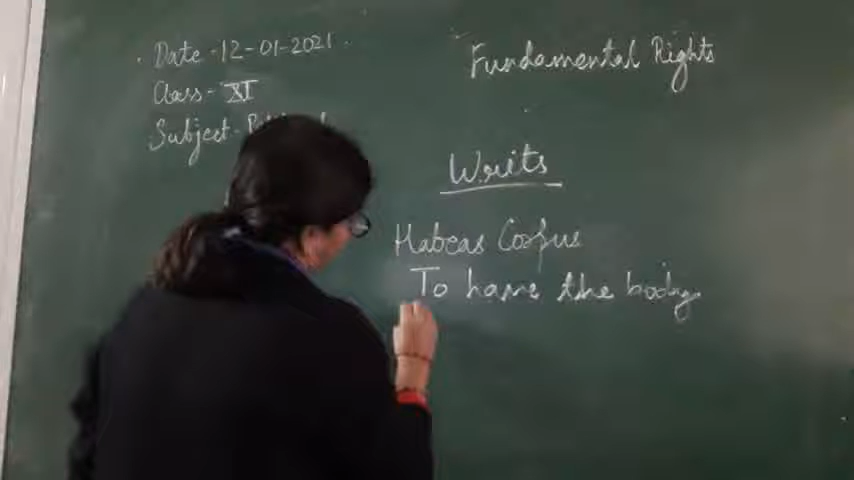 Date - 12-01-2021
Class - XI
Subject -
Fundamental Rights
Writs
Habeas Corpus
To have the body